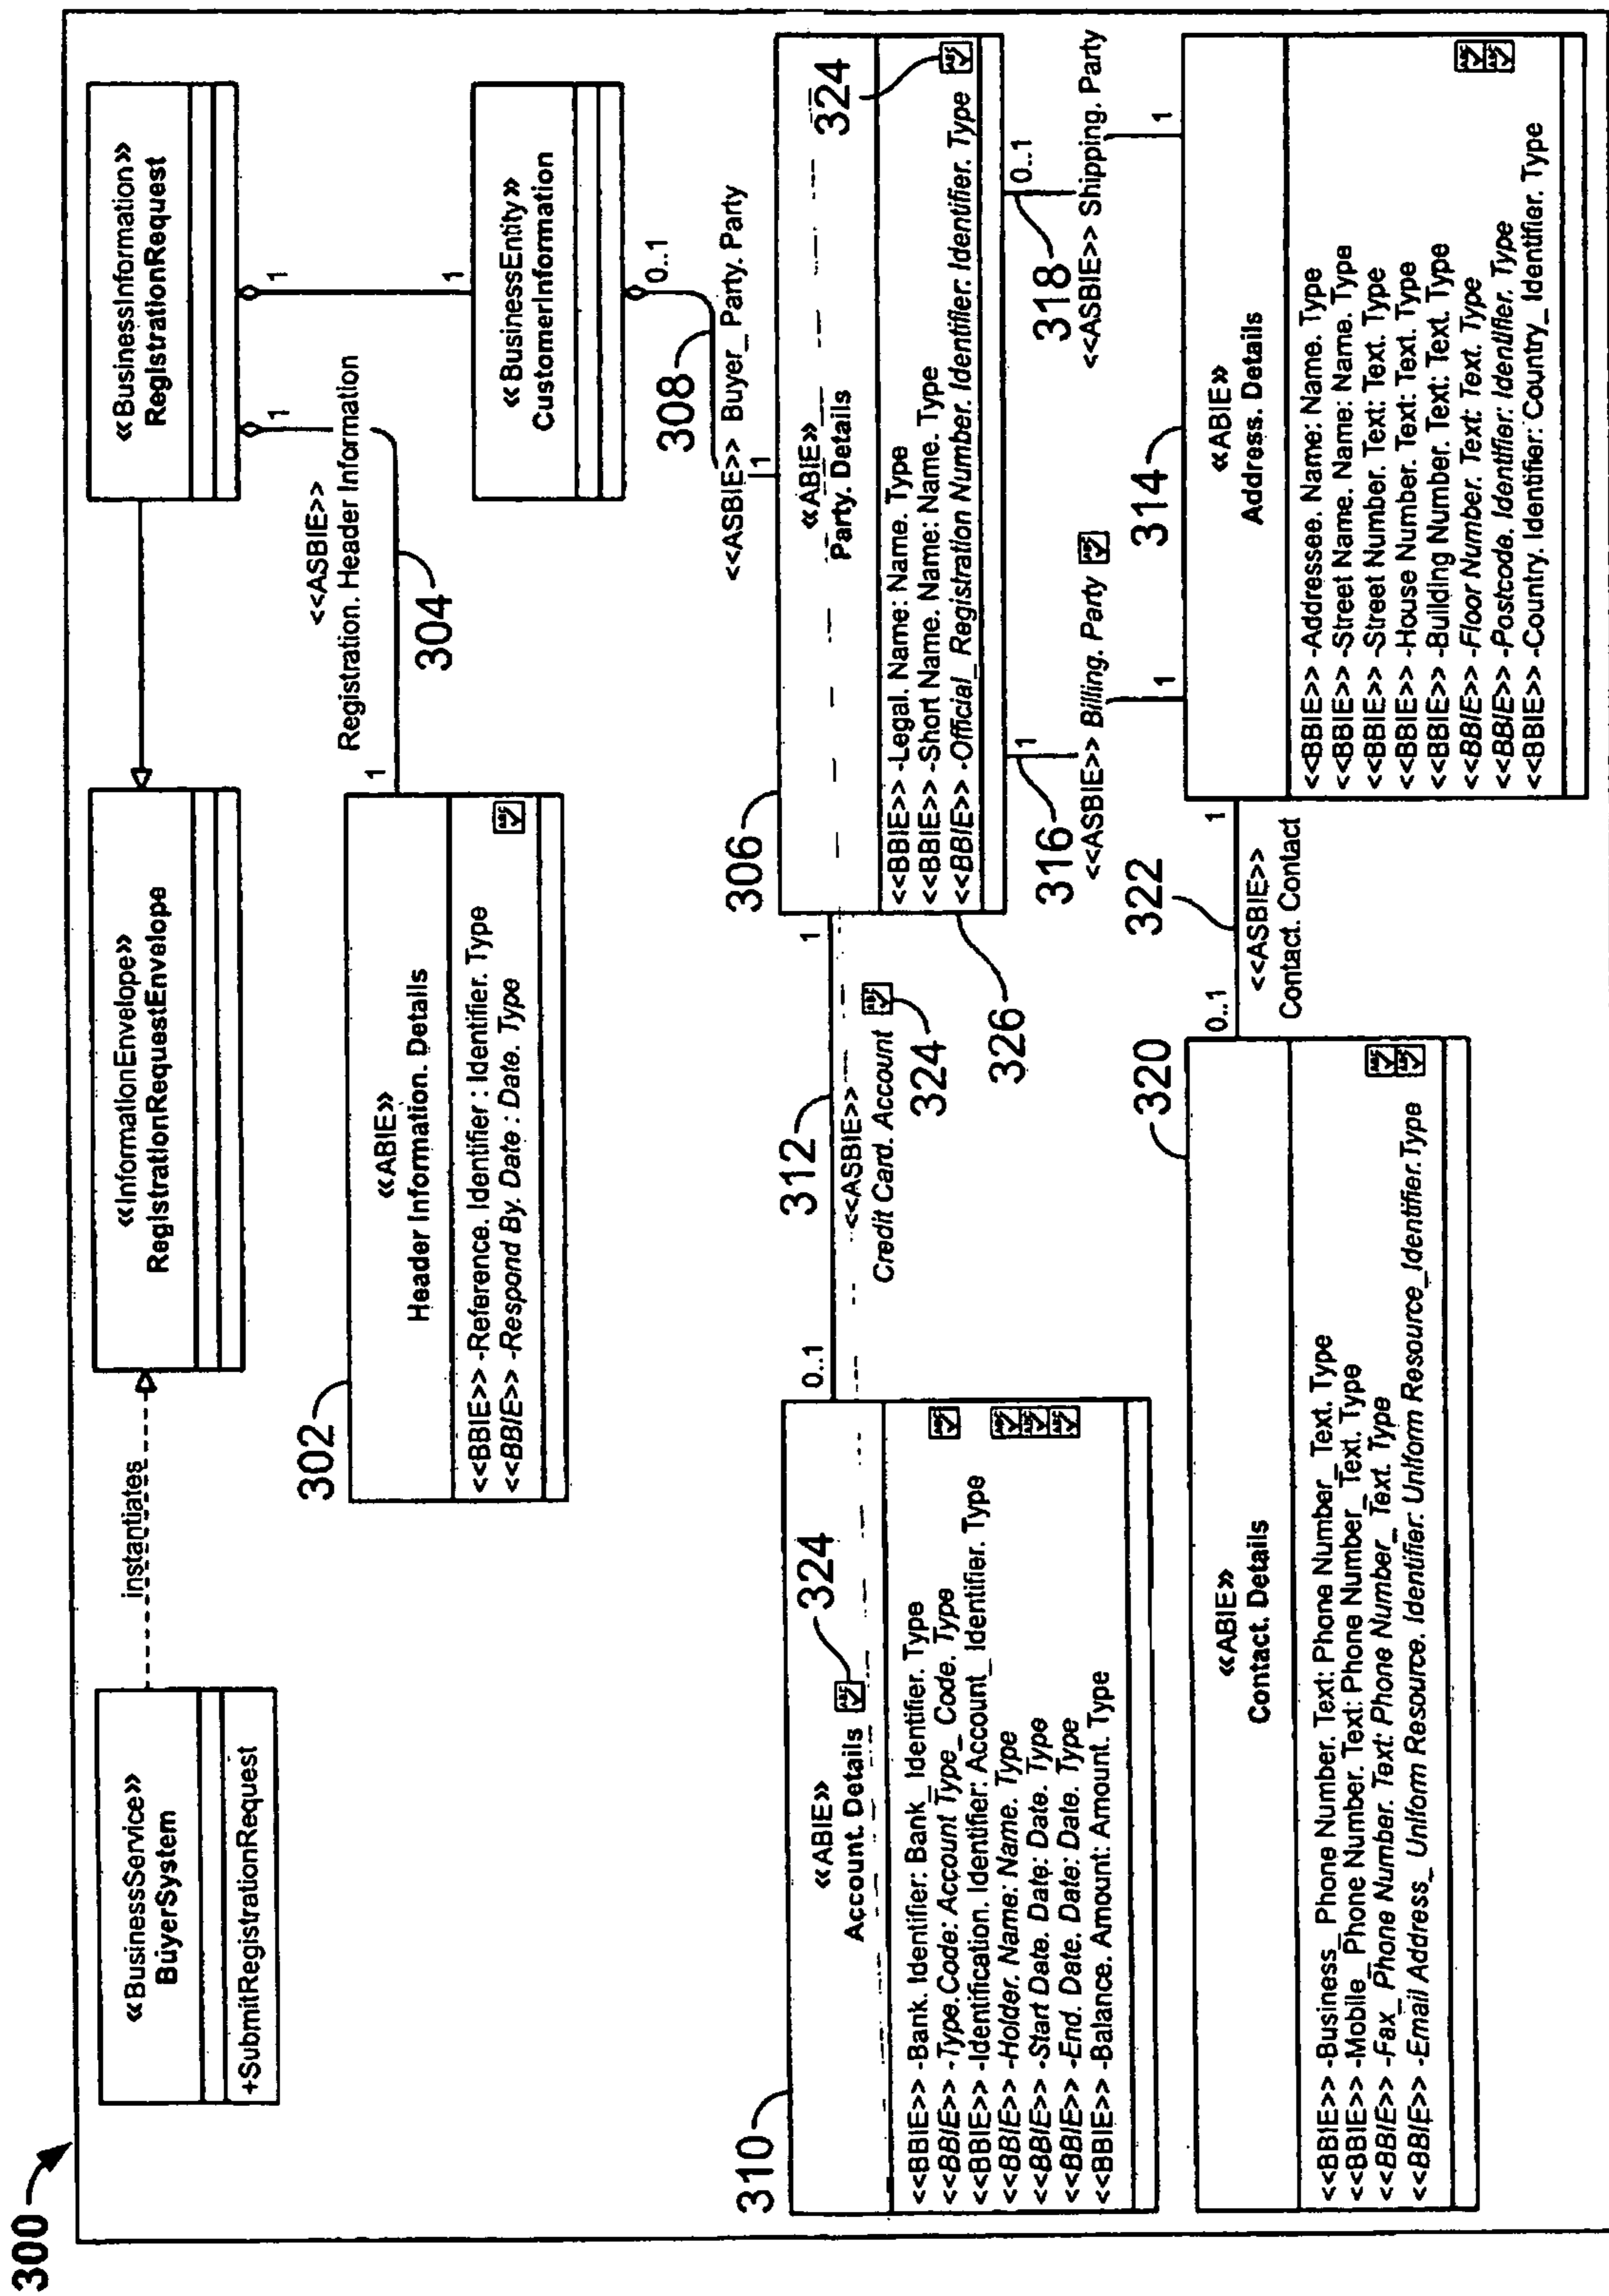 300
«BusinessService»
BuyerSystem
+SubmitRegistrationRequest
instantiates
«InformationEnvelope»
RegistrationRequestEnvelope
«BusinessInformation»
RegistrationRequest
1
1
302
«ABIE»
Header Information. Details
<<BBIE>> -Reference. Identifier : Identifier. Type
<<BBIE>> -Respond By. Date : Date. Type
1
<<ASBIE>>
Registration. Header Information
304
1
«BusinessEntity»
CustomerInformation
0..1
308
<<ASBIE>> Buyer_ Party. Party
1
310
«ABIE»
Account. Details
324
<<BBIE>> -Bank. Identifier: Bank_ Identifier. Type
<<BBIE>> -Type.Code: Account Type_ Code. Type
<<BBIE>> -Identification. Identifier: Account_ Identifier. Type
<<BBIE>> -Holder. Name: Name. Type
<<BBIE>> -Start Date. Date: Date. Type
<<BBIE>> -End. Date. Date: Date. Type
<<BBIE>> -Balance. Amount: Amount. Type
0..1
312
1
<<ASBIE>>
Credit Card. Account
324
306
«ABIE»
Party. Details
324
<<BBIE>> -Legal. Name: Name. Type
<<BBIE>> -Short Name. Name: Name. Type
<<BBIE>> -Official_ Registration Number. Identifier: Identifier. Type
326
1
316
<<ASBIE>> Billing. Party
1
0..1
318
<<ASBIE>> Shipping. Party
1
320
«ABIE»
Contact. Details
<<BBIE>> -Business_ Phone Number. Text: Phone Number_ Text. Type
<<BBIE>> -Mobile_ Phone Number. Text: Phone Number_ Text. Type
<<BBIE>> -Fax_ Phone Number. Text: Phone Number_ Text. Type
<<BBIE>> -Email Address_ Uniform Resource. Identifier: Uniform Resource_Identifier.Type
0..1
322
1
<<ASBIE>>
Contact. Contact
314
«ABIE»
Address. Details
<<BBIE>> -Addressee. Name: Name. Type
<<BBIE>> -Street Name. Name: Name. Type
<<BBIE>> -Street Number. Text: Text. Type
<<BBIE>> -House Number. Text: Text. Type
<<BBIE>> -Building Number. Text: Text. Type
<<BBIE>> -Floor Number. Text: Text. Type
<<BBIE>> -Postcode. Identifier: Identifier. Type
<<BBIE>> -Country. Identifier: Country_ Identifier. Type